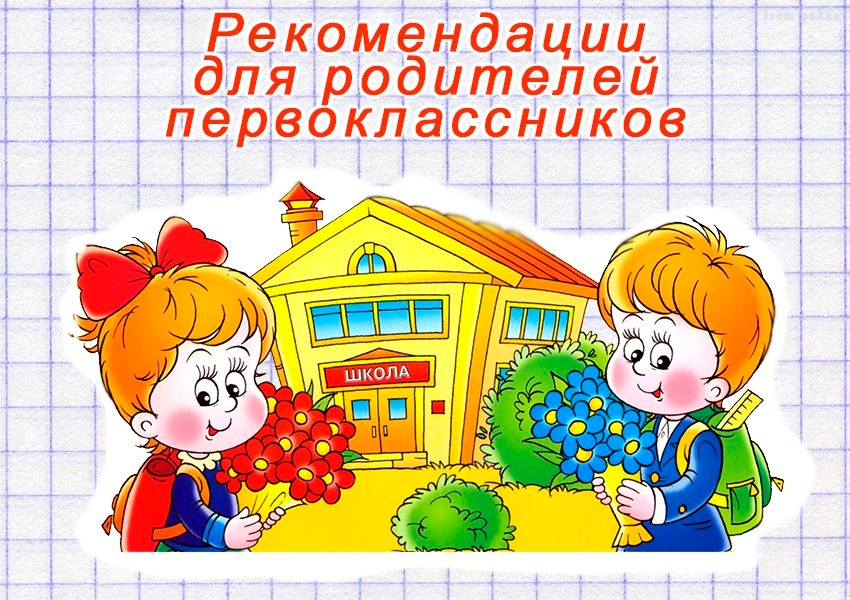 Рекомендации
для родителей
первоклассников
ШКОЛА